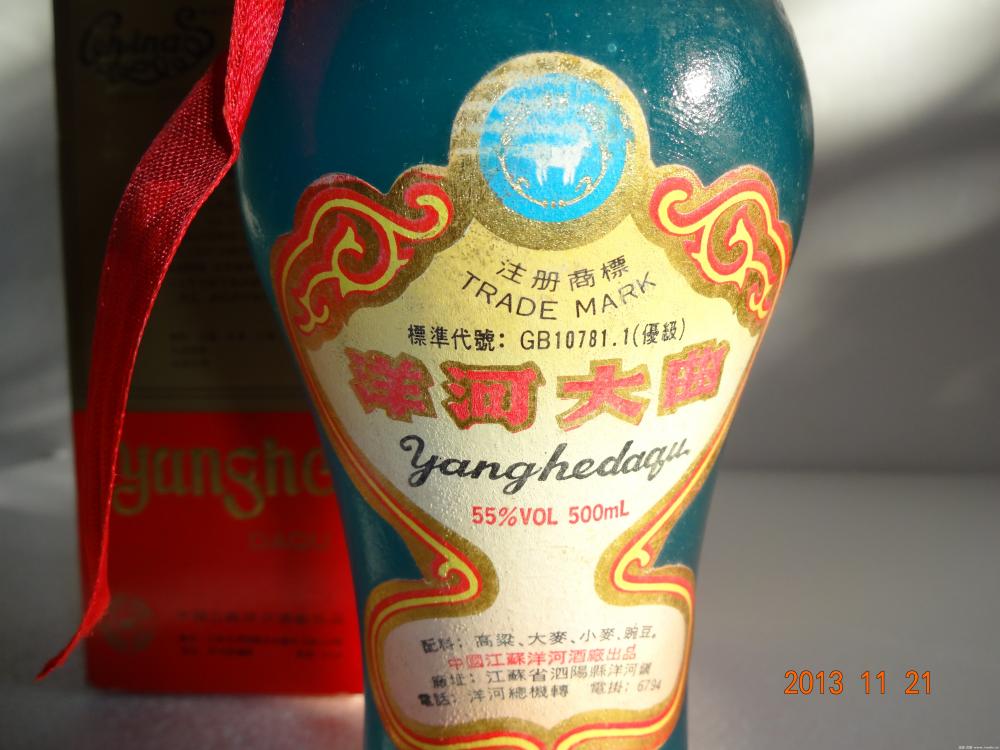 China's
注册商標
TRADE MARK
標準代號: GB10781.1(優級)
洋河大曲
Yanghedaqu
55%VOL 500mL
配料: 高粱、大麥、小麥、豌豆。
中國江蘇洋河酒廠出品
廠址: 江蘇省泗陽縣洋河鎮
電話: 洋河總機轉 電掛: 6794
yanghe
DAQU
2013 11 21